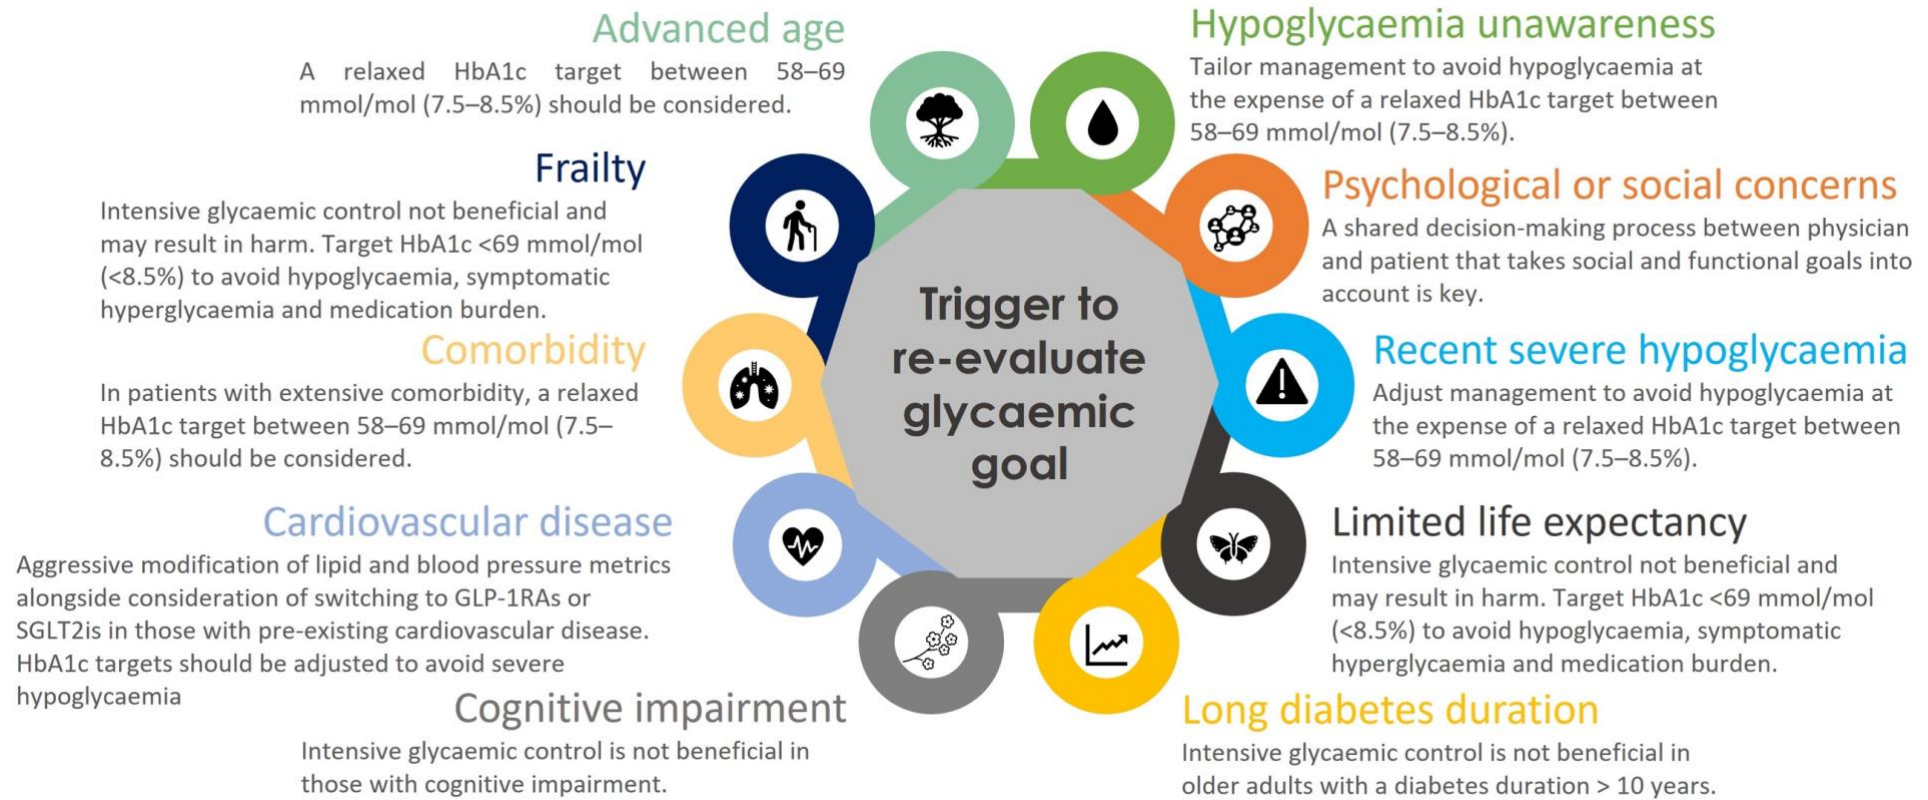 Advanced age
A relaxed HbA1c target between 58–69
mmol/mol (7.5–8.5%) should be considered.
Frailty
Intensive glycaemic control not beneficial and
may result in harm. Target HbA1c <69 mmol/mol
(<8.5%) to avoid hypoglycaemia, symptomatic
hyperglycaemia and medication burden.
Comorbidity
In patients with extensive comorbidity, a relaxed
HbA1c target between 58–69 mmol/mol (7.5–
8.5%) should be considered.
Cardiovascular disease
Aggressive modification of lipid and blood pressure metrics
alongside consideration of switching to GLP-1RAs or
SGLT2is in those with pre-existing cardiovascular disease.
HbA1c targets should be adjusted to avoid severe
hypoglycaemia
Cognitive impairment
Intensive glycaemic control is not beneficial in
those with cognitive impairment.
Trigger to
re-evaluate
glycaemic
goal
Hypoglycaemia unawareness
Tailor management to avoid hypoglycaemia at
the expense of a relaxed HbA1c target between
58–69 mmol/mol (7.5–8.5%).
Psychological or social concerns
A shared decision-making process between physician
and patient that takes social and functional goals into
account is key.
Recent severe hypoglycaemia
Adjust management to avoid hypoglycaemia at
the expense of a relaxed HbA1c target between
58–69 mmol/mol (7.5–8.5%).
Limited life expectancy
Intensive glycaemic control not beneficial and
may result in harm. Target HbA1c <69 mmol/mol
(<8.5%) to avoid hypoglycaemia, symptomatic
hyperglycaemia and medication burden.
Long diabetes duration
Intensive glycaemic control is not beneficial in
older adults with a diabetes duration > 10 years.